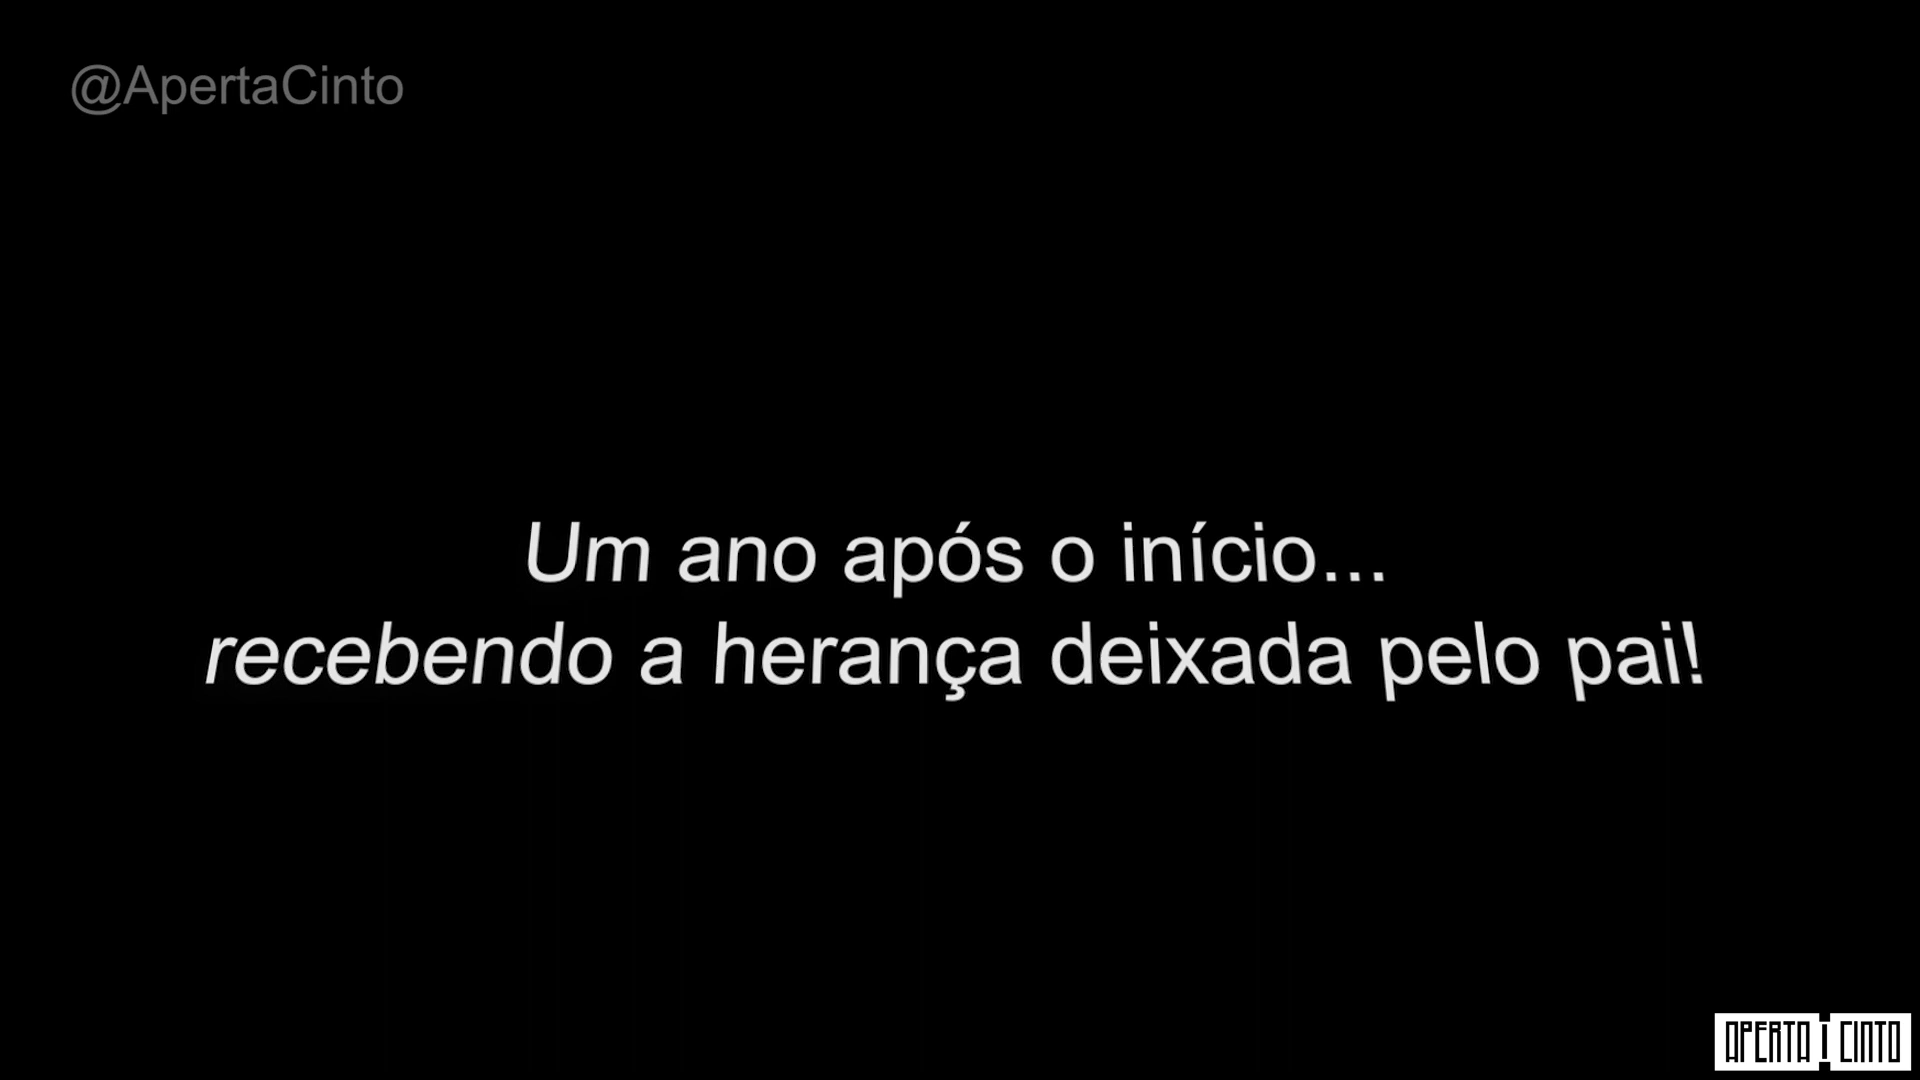 @ApertaCinto
Um ano após o início...
recebendo a herança deixada pelo pai!
APERTA CINTO